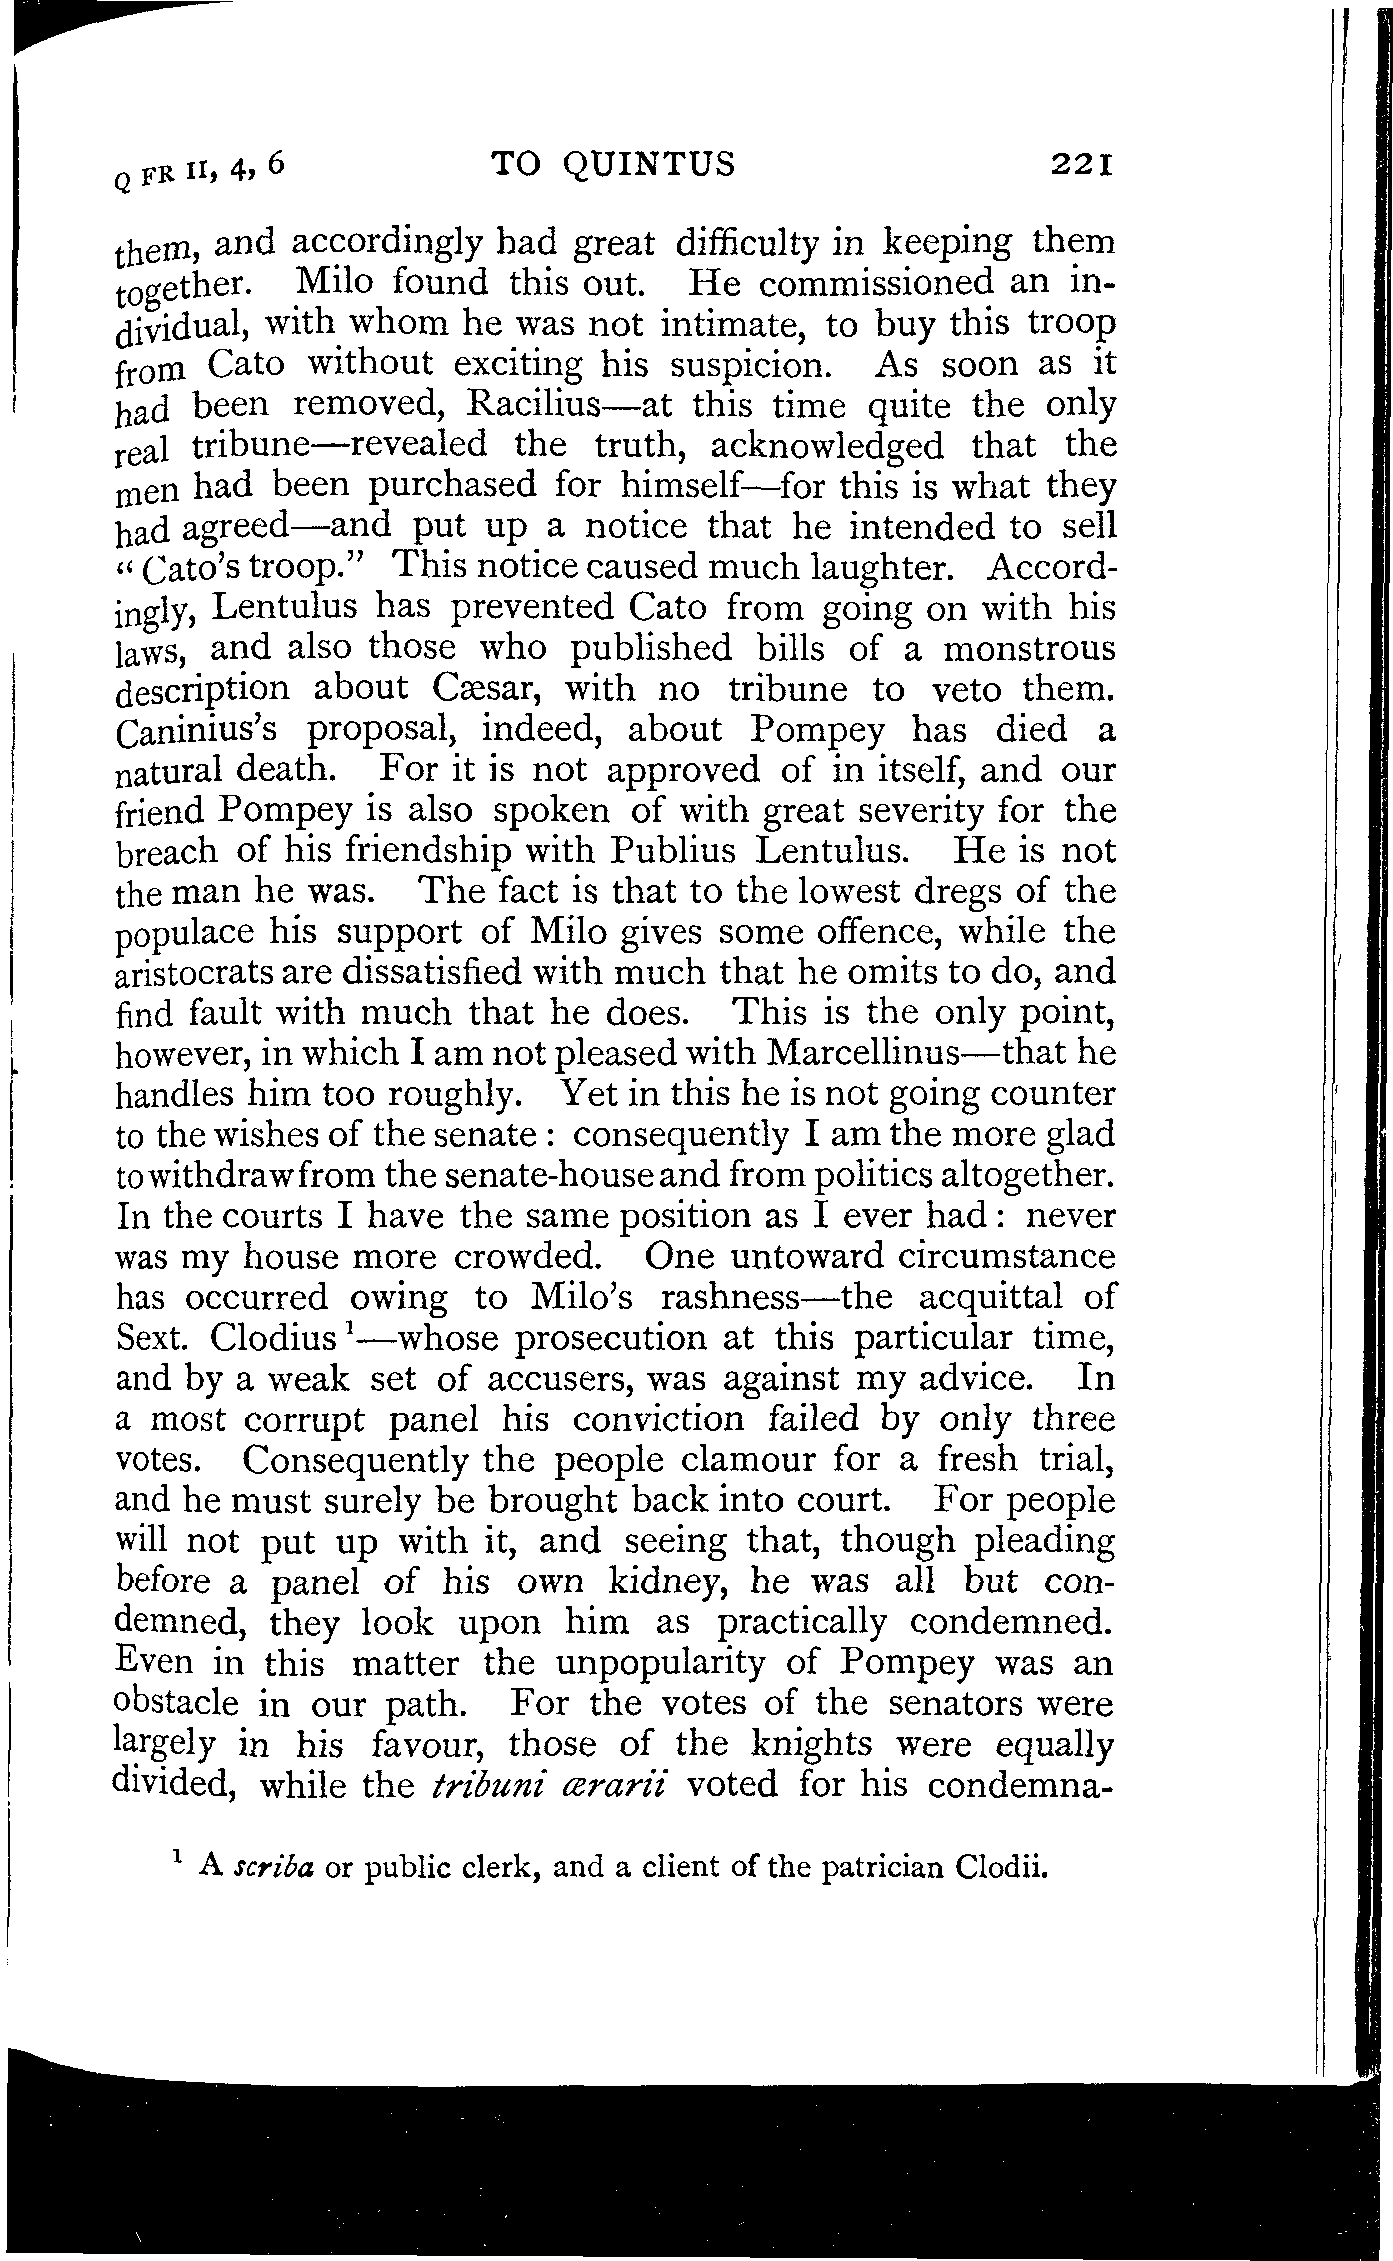 Q FR II, 4, 6 TO QUINTUS 221
them, and accordingly had great difficulty in keeping them
together. Milo found this out. He commissioned an in-
dividual, with whom he was not intimate, to buy this troop
from Cato without exciting his suspicion. As soon as it
had been removed, Racilius—at this time quite the only
real tribune—revealed the truth, acknowledged that the
men had been purchased for himself—for this is what they
had agreed—and put up a notice that he intended to sell
“Cato's troop.” This notice caused much laughter. Accord-
ingly, Lentulus has prevented Cato from going on with his
laws, and also those who published bills of a monstrous
description about Cæsar, with no tribune to veto them.
Caninius's proposal, indeed, about Pompey has died a
natural death. For it is not approved of in itself, and our
friend Pompey is also spoken of with great severity for the
breach of his friendship with Publius Lentulus. He is not
the man he was. The fact is that to the lowest dregs of the
populace his support of Milo gives some offence, while the
aristocrats are dissatisfied with much that he omits to do, and
find fault with much that he does. This is the only point,
however, in which I am not pleased with Marcellinus—that he
handles him too roughly. Yet in this he is not going counter
to the wishes of the senate: consequently I am the more glad
to withdraw from the senate-house and from politics altogether.
In the courts I have the same position as I ever had: never
was my house more crowded. One untoward circumstance
has occurred owing to Milo's rashness—the acquittal of
Sext. Clodius ¹—whose prosecution at this particular time,
and by a weak set of accusers, was against my advice. In
a most corrupt panel his conviction failed by only three
votes. Consequently the people clamour for a fresh trial,
and he must surely be brought back into court. For people
will not put up with it, and seeing that, though pleading
before a panel of his own kidney, he was all but con-
demned, they look upon him as practically condemned.
Even in this matter the unpopularity of Pompey was an
obstacle in our path. For the votes of the senators were
largely in his favour, those of the knights were equally
divided, while the tribuni ærarii voted for his condemna-
¹ A scriba or public clerk, and a client of the patrician Clodii.